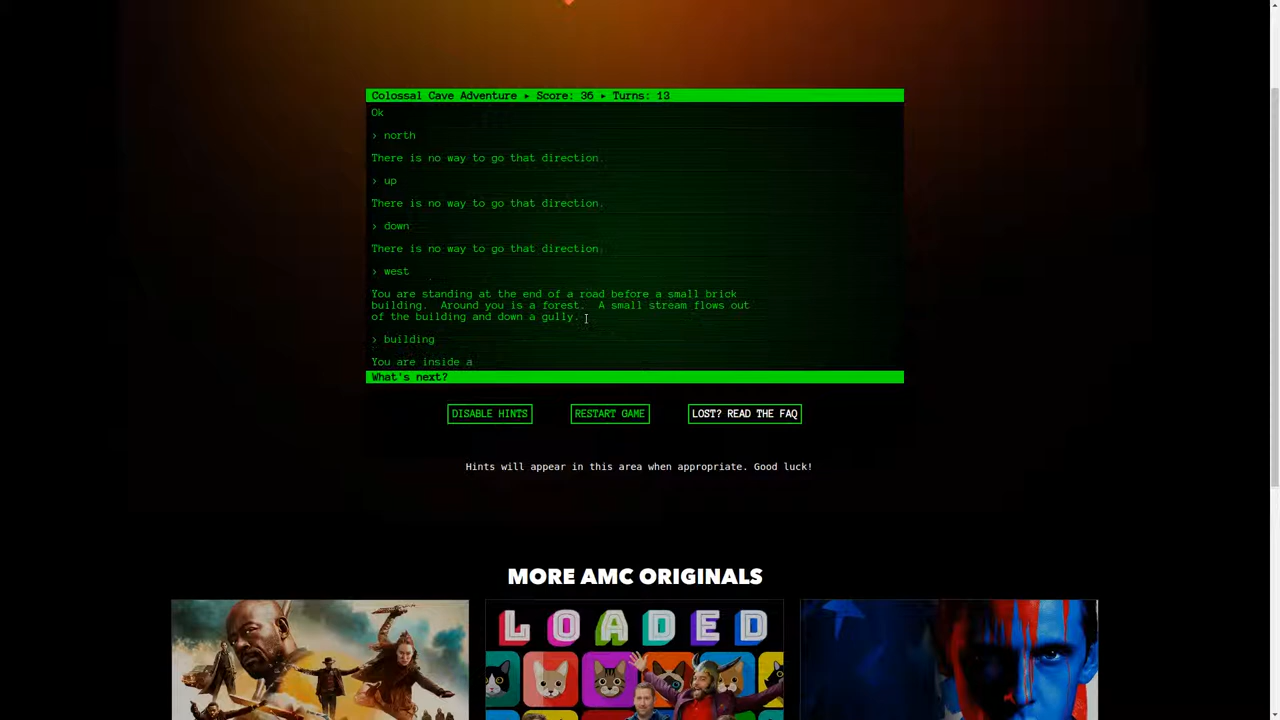 Colossal Cave Adventure ▸ Score: 36 ▸ Turns: 13
Ok
› north
There is no way to go that direction.
› up
There is no way to go that direction.
› down
There is no way to go that direction.
› west
You are standing at the end of a road before a small brick
building.  Around you is a forest.  A small stream flows out
of the building and down a gully.
› building
You are inside a
What's next?
DISABLE HINTS
RESTART GAME
LOST? READ THE FAQ
Hints will appear in this area when appropriate. Good luck!
MORE AMC ORIGINALS
LOADED